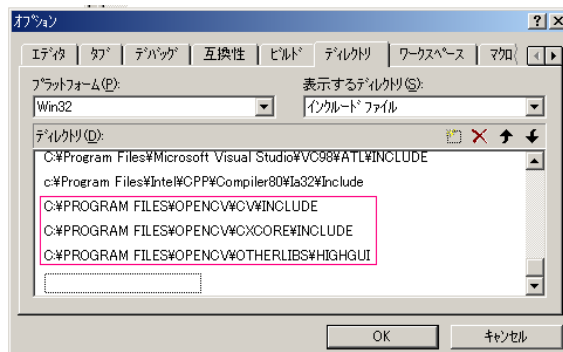 オプション
エディタ タブ デバッグ 互換性 ビルド ディレクトリ ワークスペース マクロ
プラットフォーム(P): 表示するディレクトリ(S):
Win32 インクルード ファイル
ディレクトリ(D):
C:¥Program Files¥Microsoft Visual Studio¥VC98¥ATL¥INCLUDE
c:¥Program Files¥Intel¥CPP¥Compiler80¥Ia32¥Include
C:¥PROGRAM FILES¥OPENCV¥CV¥INCLUDE
C:¥PROGRAM FILES¥OPENCV¥CXCORE¥INCLUDE
C:¥PROGRAM FILES¥OPENCV¥OTHERLIBS¥HIGHGUI
OK キャンセル